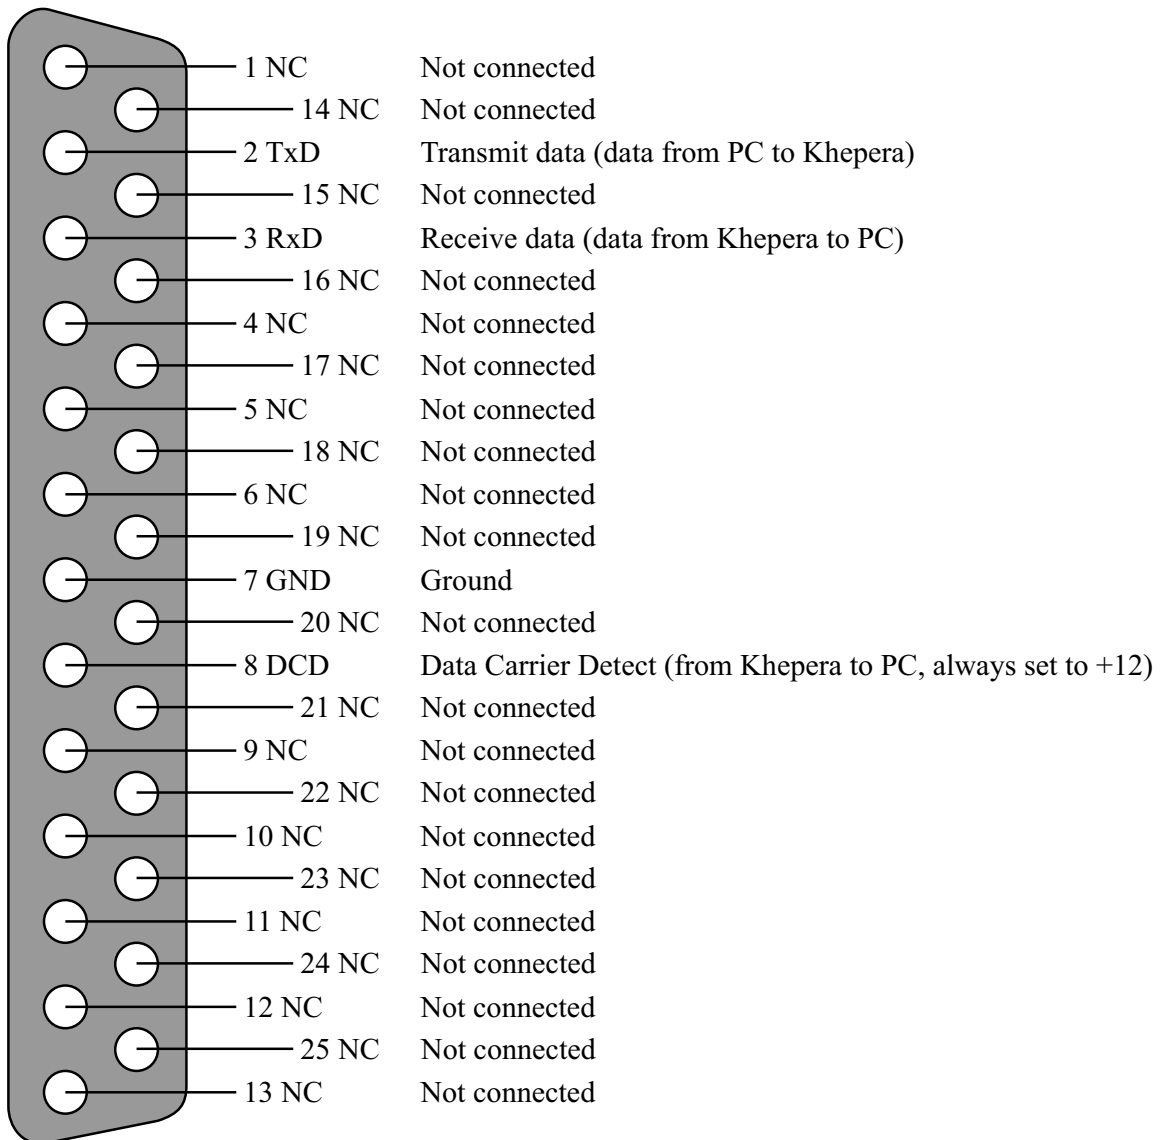 1 NC Not connected
14 NC Not connected
2 TxD Transmit data (data from PC to Khepera)
15 NC Not connected
3 RxD Receive data (data from Khepera to PC)
16 NC Not connected
4 NC Not connected
17 NC Not connected
5 NC Not connected
18 NC Not connected
6 NC Not connected
19 NC Not connected
7 GND Ground
20 NC Not connected
8 DCD Data Carrier Detect (from Khepera to PC, always set to +12)
21 NC Not connected
9 NC Not connected
22 NC Not connected
10 NC Not connected
23 NC Not connected
11 NC Not connected
24 NC Not connected
12 NC Not connected
25 NC Not connected
13 NC Not connected